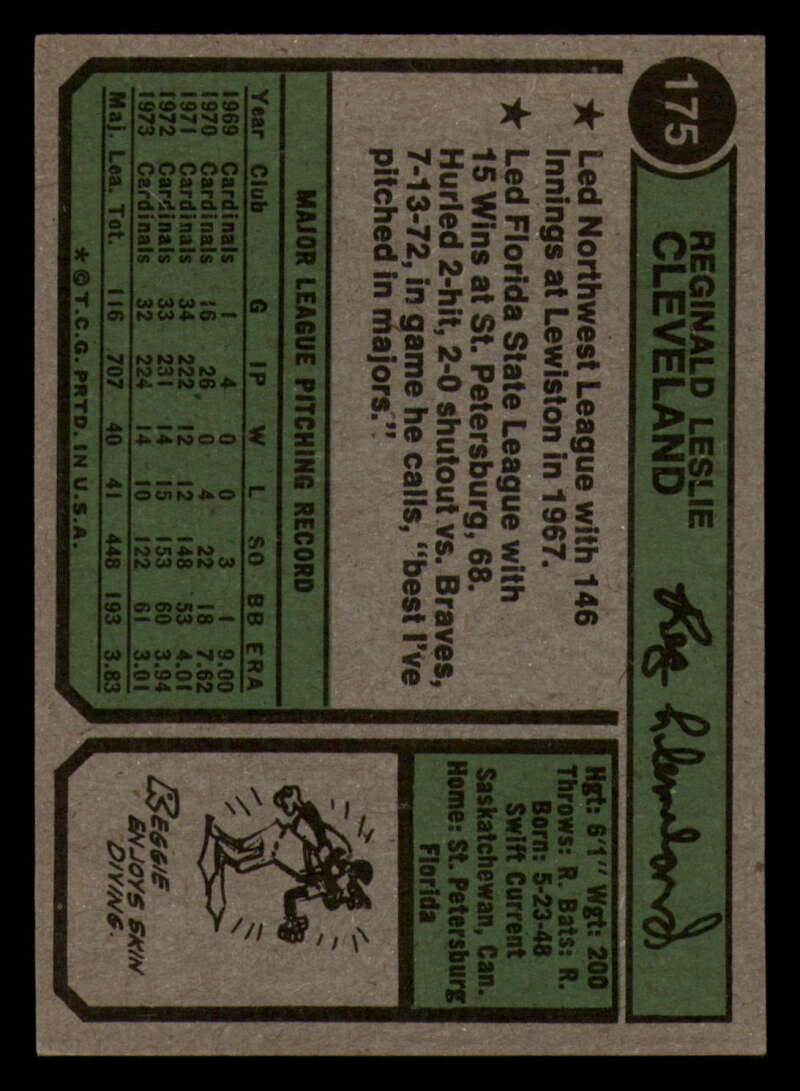 175
REGINALD LESLIE
CLEVELAND
Reg Cleveland
★ Led Northwest League with 146
Innings at Lewiston in 1967.
★ Led Florida State League with
15 Wins at St. Petersburg, 68.
Hurled 2-hit, 2-0 shutout vs. Braves,
7-13-72, in game he calls, "best I've
pitched in majors."
MAJOR LEAGUE PITCHING RECORD
Year Club G IP W L SO BB ERA
1969 Cardinals 1 4 0 0 3 1 9.00
1970 Cardinals 16 26 0 4 22 18 7.62
1971 Cardinals 34 222 12 12 148 53 4.01
1972 Cardinals 33 231 14 15 153 60 3.94
1973 Cardinals 32 224 14 10 122 61 3.01
Maj. Lea. Tot. 116 707 40 41 448 193 3.83
* © T.C.G. PRTD. IN U.S.A.
Hgt: 6'1" Wgt: 200
Throws: R. Bats: R.
Born: 5-23-48
Swift Current
Saskatchewan, Can.
Home: St. Petersburg
Florida
REGGIE
ENJOYS SKIN
DIVING.